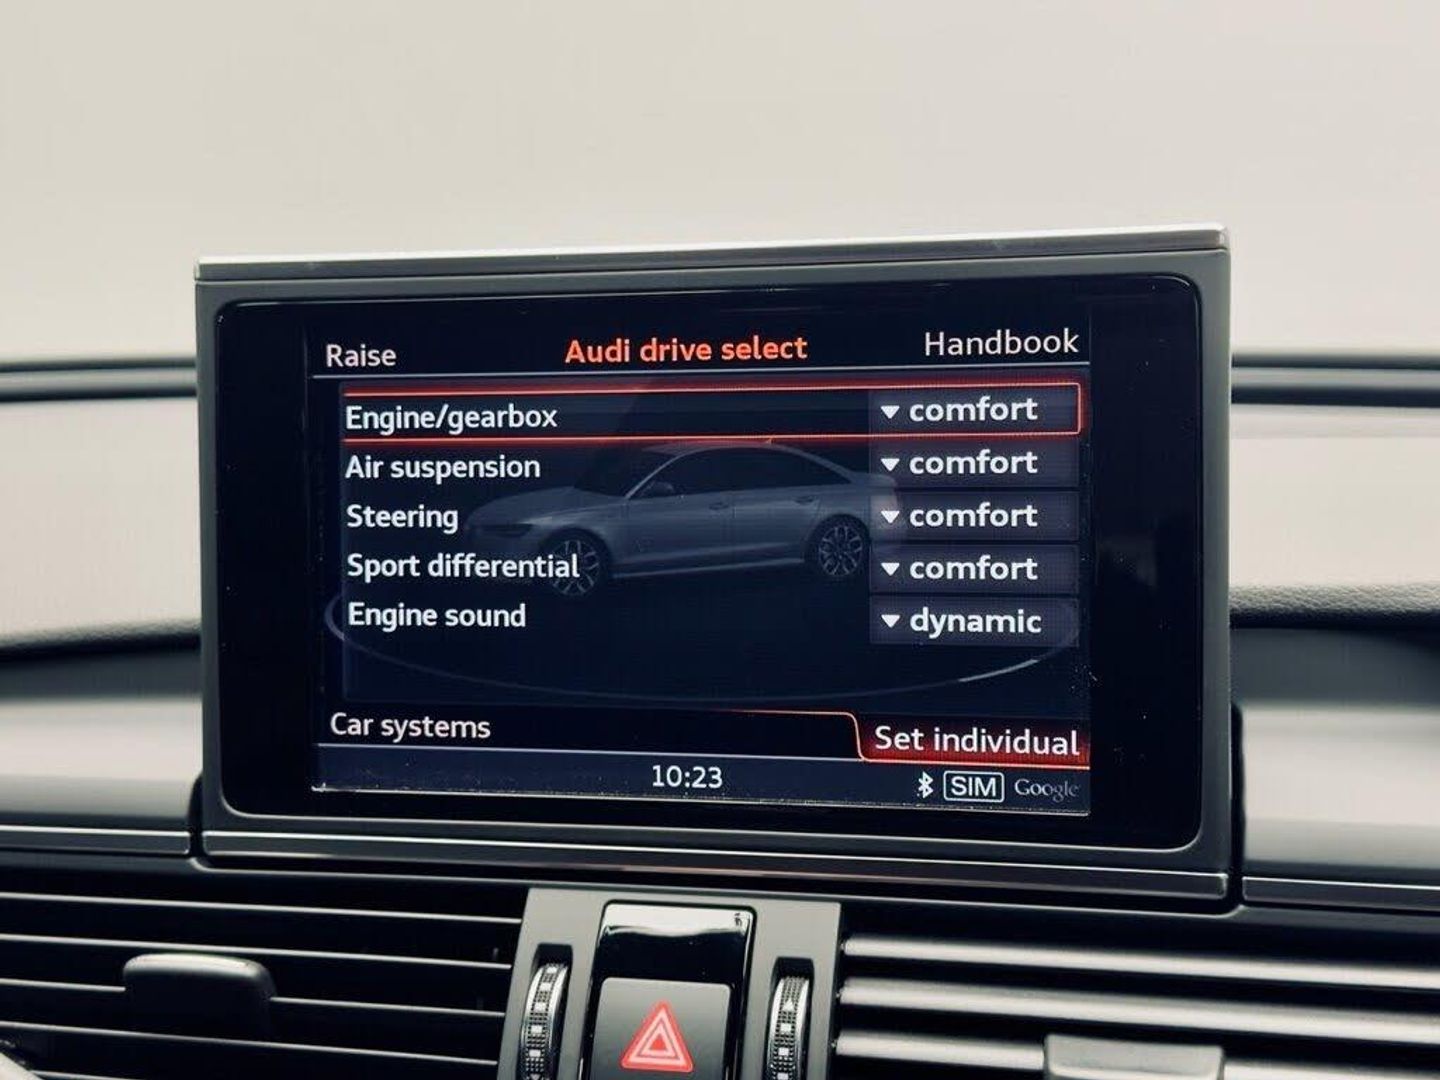 Raise Audi drive select Handbook
Engine/gearbox comfort
Air suspension comfort
Steering comfort
Sport differential comfort
Engine sound dynamic
Car systems Set individual
10:23 SIM Google